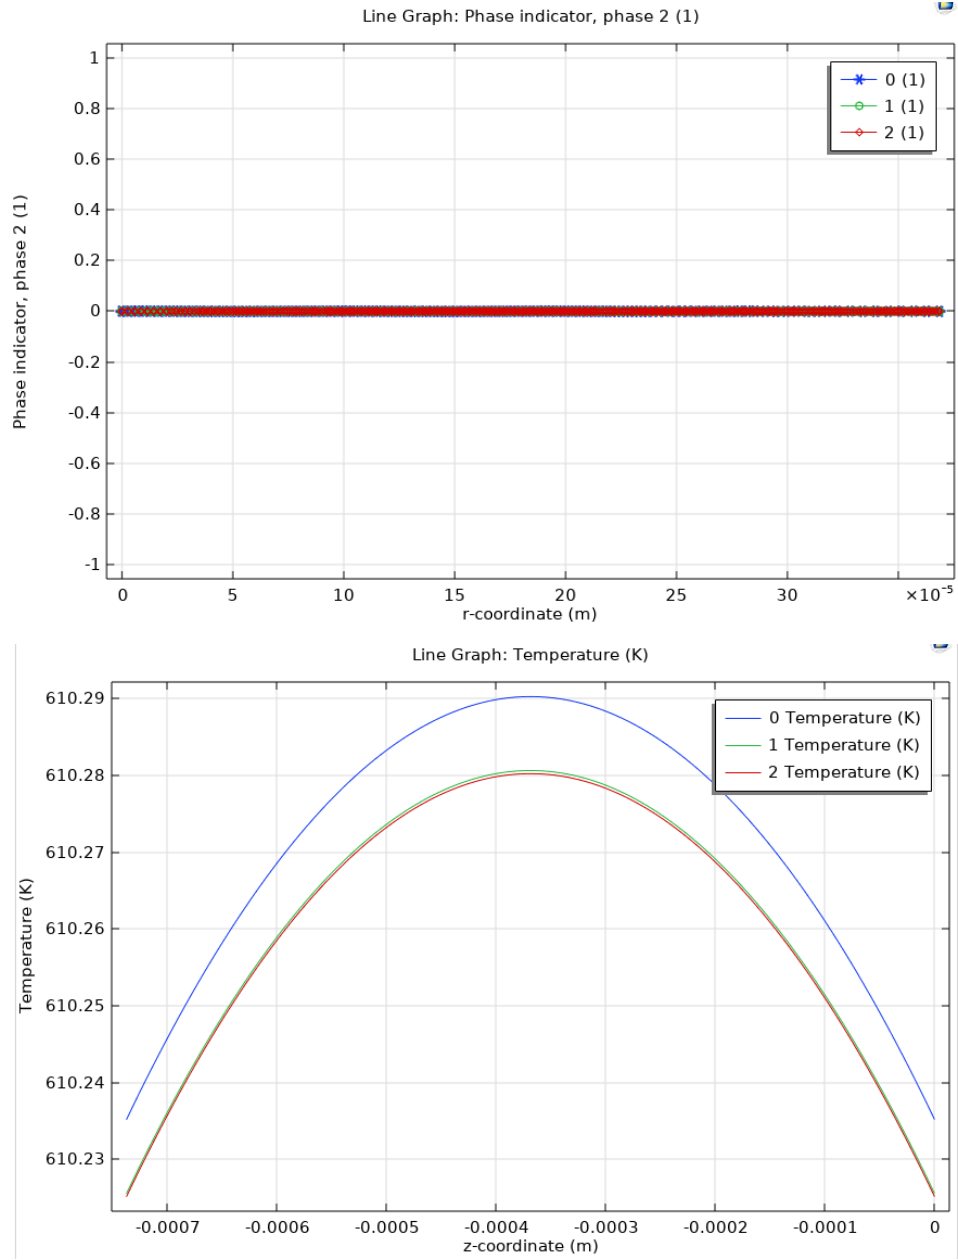 Line Graph: Phase indicator, phase 2 (1)
1
0.8
0.6
0.4
0.2
0
-0.2
-0.4
-0.6
-0.8
-1
Phase indicator, phase 2 (1)
0 (1)
1 (1)
2 (1)
0 5 10 15 20 25 30 ×10⁻⁵
r-coordinate (m)
Line Graph: Temperature (K)
610.29
610.28
610.27
610.26
610.25
610.24
610.23
Temperature (K)
0 Temperature (K)
1 Temperature (K)
2 Temperature (K)
-0.0007 -0.0006 -0.0005 -0.0004 -0.0003 -0.0002 -0.0001 0
z-coordinate (m)